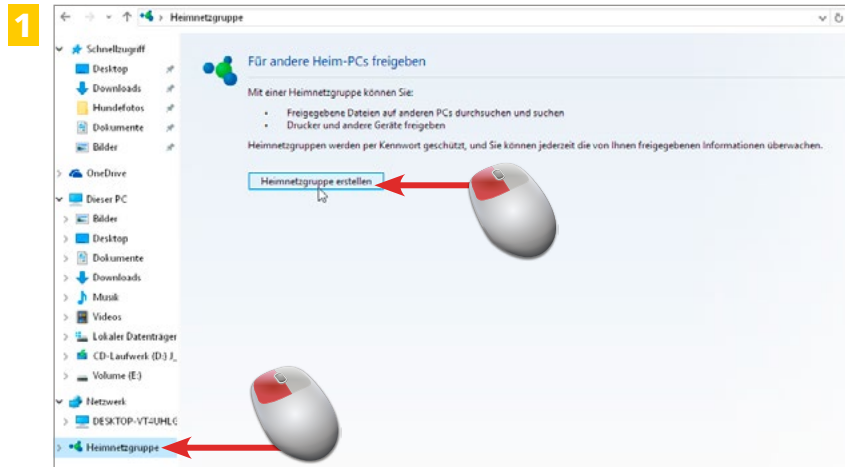 1
Heimnetzgruppe
Schnellzugriff
Desktop
Downloads
Hundefotos
Dokumente
Bilder
OneDrive
Dieser PC
Bilder
Desktop
Dokumente
Downloads
Musik
Videos
Lokaler Datenträger
CD-Laufwerk (D:) J_
Volume (E:)
Netzwerk
DESKTOP-VT4UHLG
Heimnetzgruppe
Für andere Heim-PCs freigeben
Mit einer Heimnetzgruppe können Sie:
• Freigegebene Dateien auf anderen PCs durchsuchen und suchen
• Drucker und andere Geräte freigeben
Heimnetzgruppen werden per Kennwort geschützt, und Sie können jederzeit die von Ihnen freigegebenen Informationen überwachen.
Heimnetzgruppe erstellen